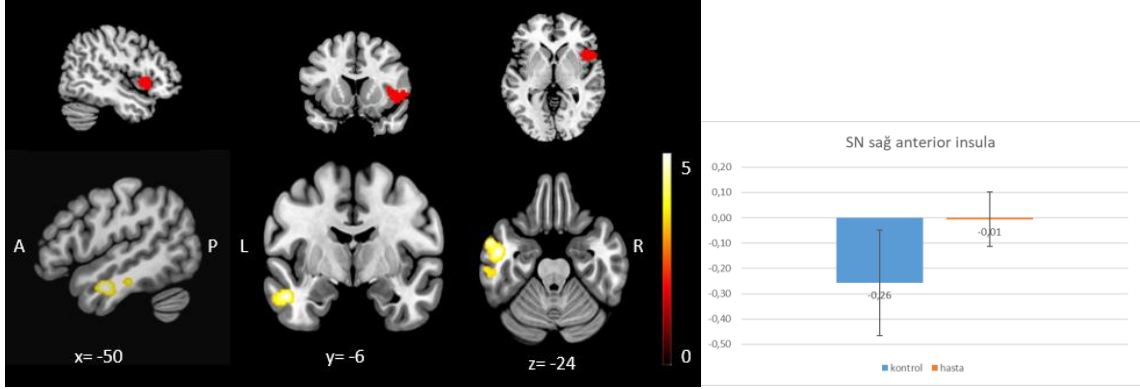 A
P
L
R
5
0
x= -50
y= -6
z= -24
SN sağ anterior insula
0,20
0,10
0,00
-0,10
-0,20
-0,30
-0,40
-0,50
-0,26
-0,01
kontrol hasta